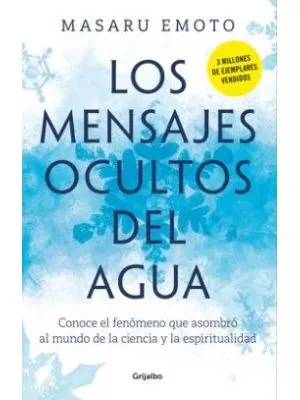 MASARU EMOTO
3 MILLONES
DE EJEMPLARES
VENDIDOS
LOS
MENSAJES
OCULTOS
DEL
AGUA
Conoce el fenómeno que asombró
al mundo de la ciencia y la espiritualidad
Grijalbo